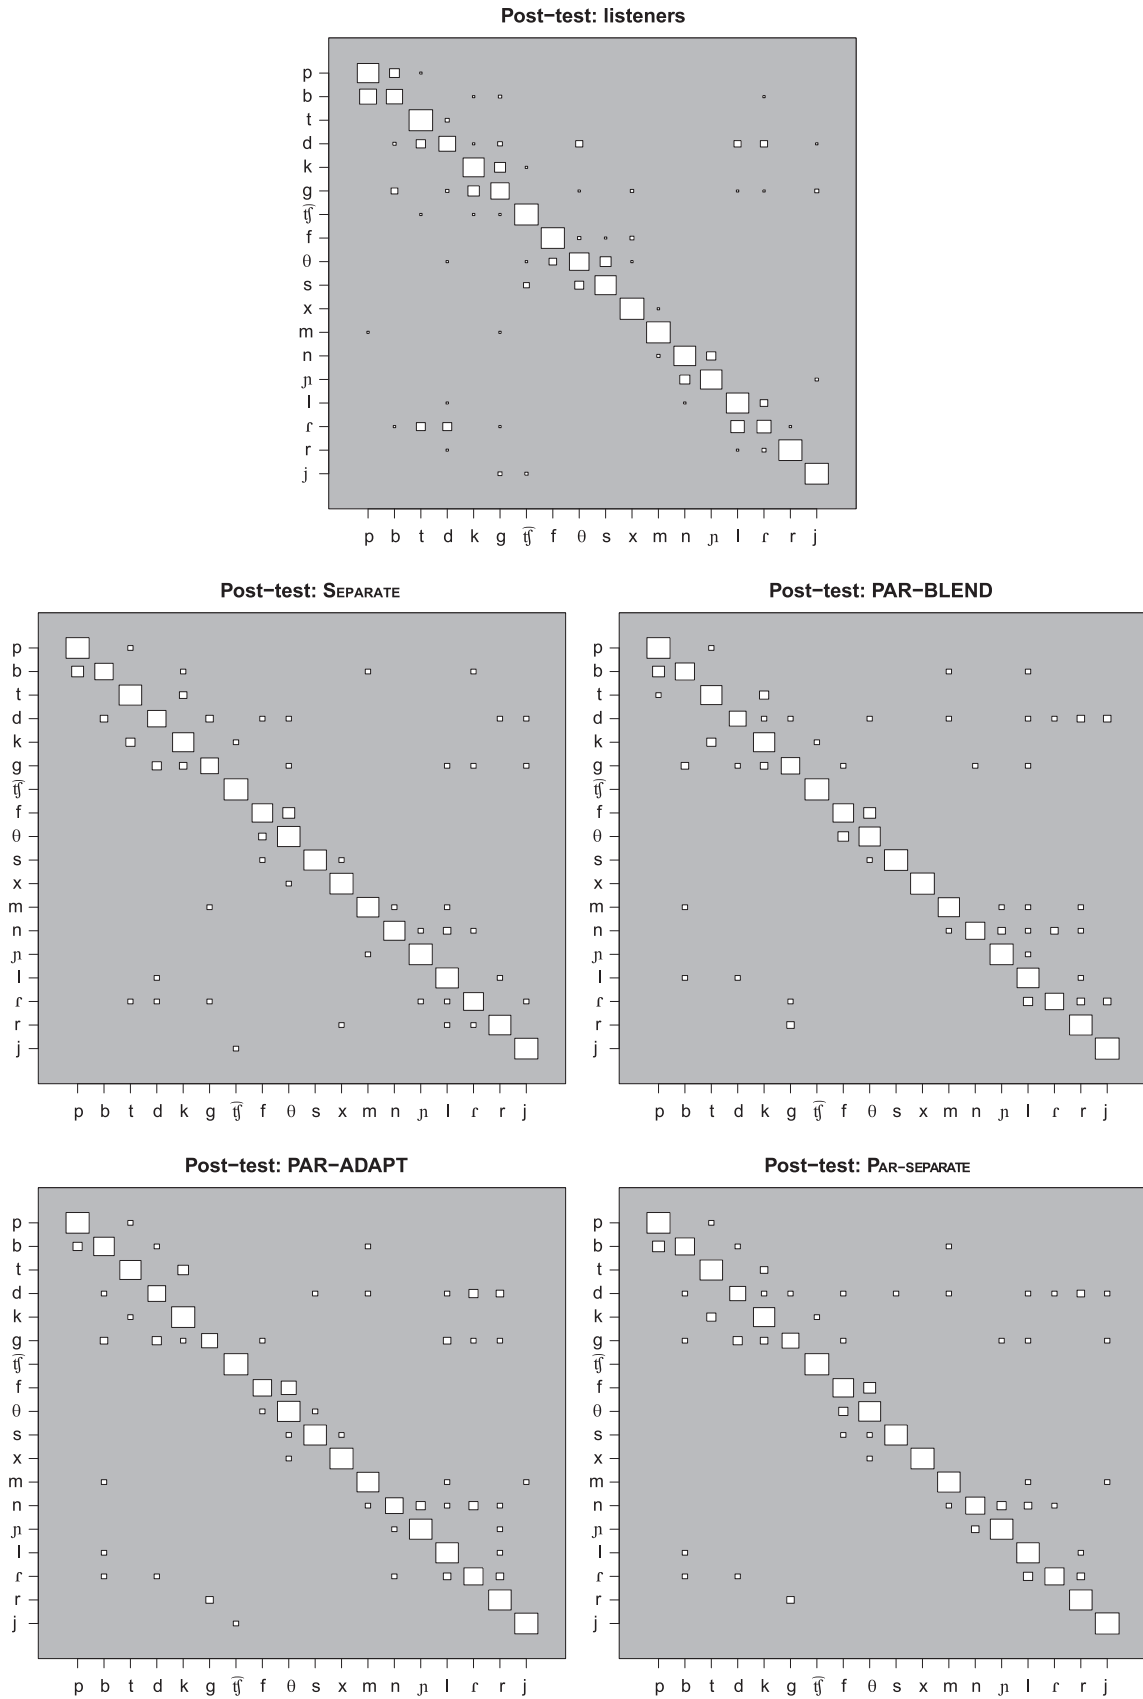 Post-test: listeners
p
b
t
d
k
g
t͡ʃ
f
θ
s
x
m
n
ɲ
l
ɾ
r
j
p b t d k g t͡ʃ f θ s x m n ɲ l ɾ r j
Post-test: SEPARATE
p
b
t
d
k
g
t͡ʃ
f
θ
s
x
m
n
ɲ
l
ɾ
r
j
p b t d k g t͡ʃ f θ s x m n ɲ l ɾ r j
Post-test: PAR-BLEND
p
b
t
d
k
g
t͡ʃ
f
θ
s
x
m
n
ɲ
l
ɾ
r
j
p b t d k g t͡ʃ f θ s x m n ɲ l ɾ r j
Post-test: PAR-ADAPT
p
b
t
d
k
g
t͡ʃ
f
θ
s
x
m
n
ɲ
l
ɾ
r
j
p b t d k g t͡ʃ f θ s x m n ɲ l ɾ r j
Post-test: PAR-SEPARATE
p
b
t
d
k
g
t͡ʃ
f
θ
s
x
m
n
ɲ
l
ɾ
r
j
p b t d k g t͡ʃ f θ s x m n ɲ l ɾ r j